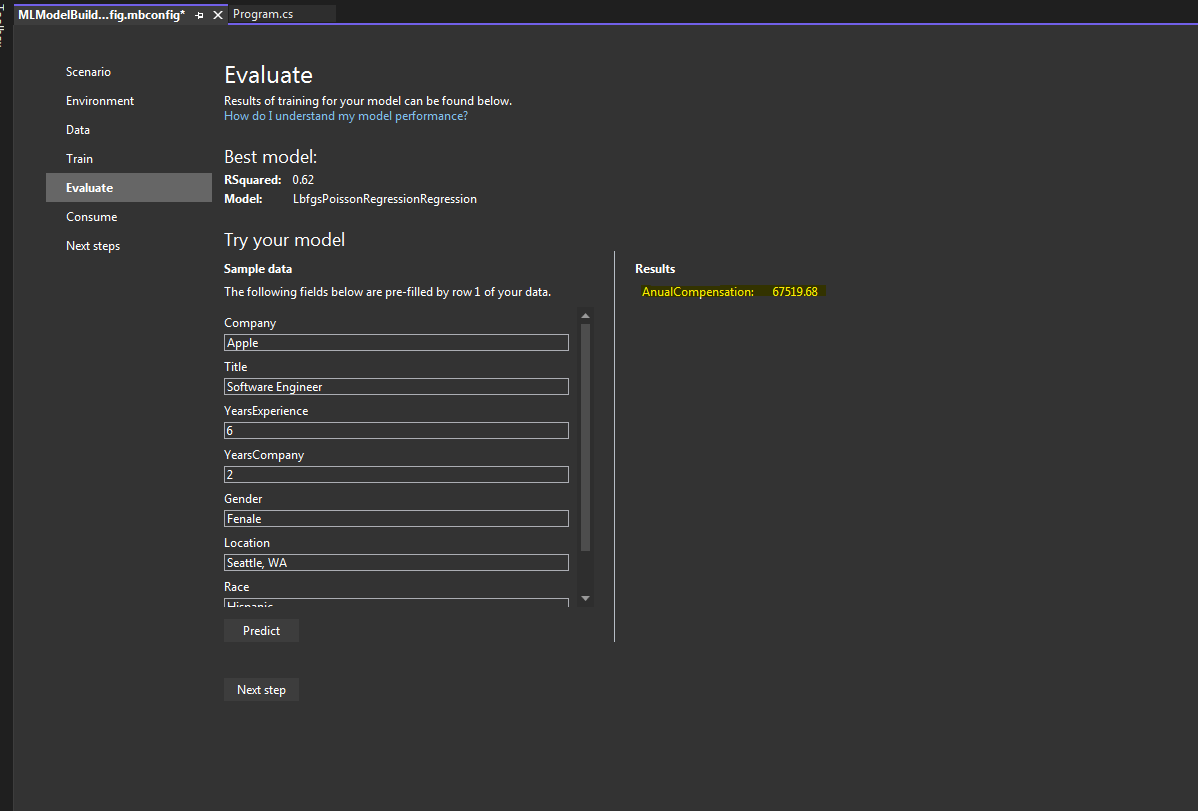 MLModelBuild...fig.mbconfig*
Program.cs
Scenario
Environment
Data
Train
Evaluate
Consume
Next steps
Evaluate
Results of training for your model can be found below.
How do I understand my model performance?
Best model:
RSquared: 0.62
Model: LbfgsPoissonRegressionRegression
Try your model
Sample data
The following fields below are pre-filled by row 1 of your data.
Company
Apple
Title
Software Engineer
YearsExperience
6
YearsCompany
2
Gender
Fenale
Location
Seattle, WA
Race
Hispanic
Predict
Next step
Results
AnualCompensation: 67519.68